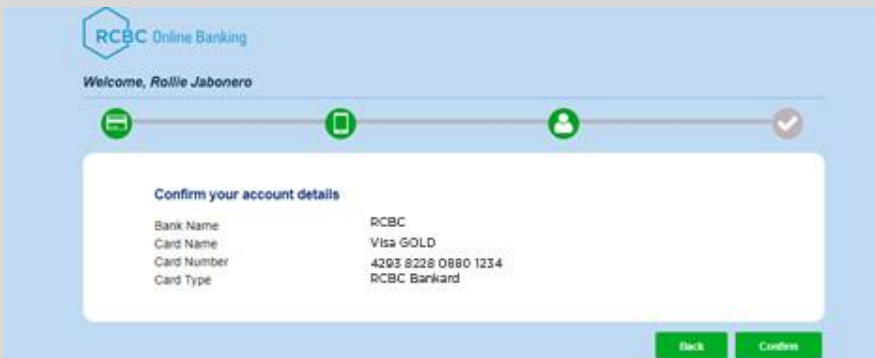 RCBC Online Banking
Welcome, Rollie Jabonero
Confirm your account details
Bank Name RCBC
Card Name Visa GOLD
Card Number 4293 8228 0880 1234
Card Type RCBC Bankard
Back Confirm